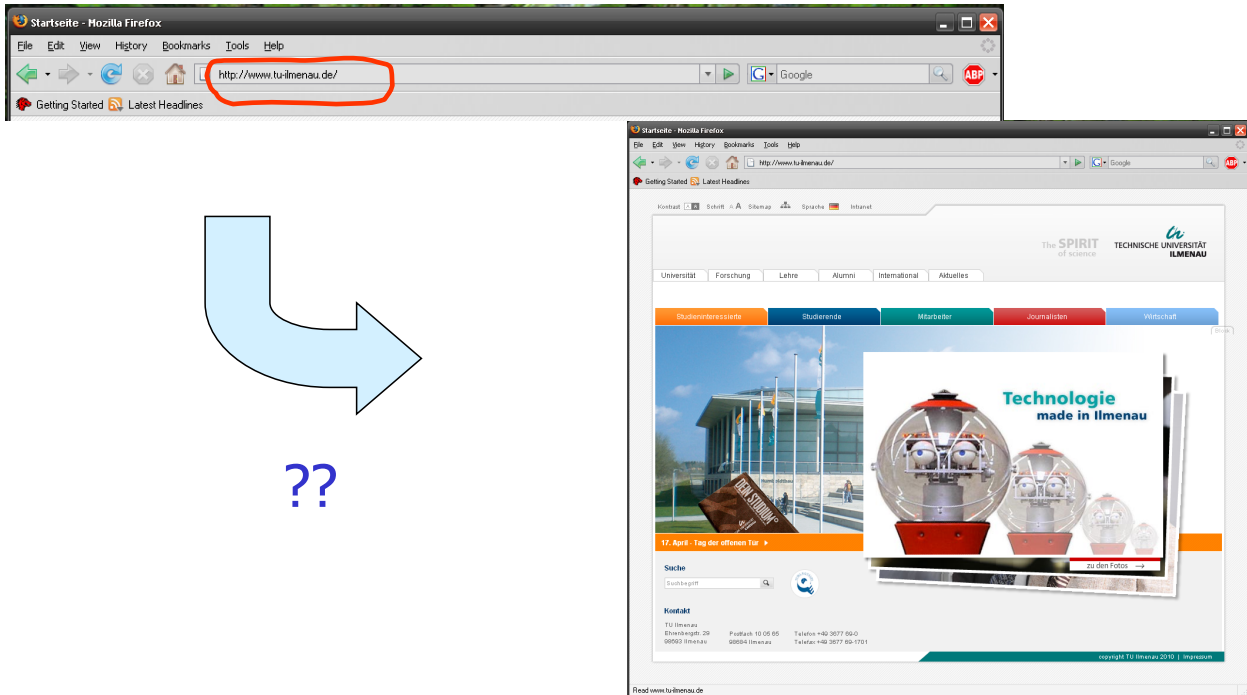 Startseite - Mozilla Firefox
File Edit View History Bookmarks Tools Help
http://www.tu-ilmenau.de/ G Google ABP
Getting Started Latest Headlines
??
Startseite - Mozilla Firefox
File Edit View History Bookmarks Tools Help
http://www.tu-ilmenau.de/ G Google ABP
Getting Started Latest Headlines
Kontrast A A Schrift A A Sitemap Sprache Intranet
The SPIRIT of science
TECHNISCHE UNIVERSITÄT
ILMENAU
Universität Forschung Lehre Alumni International Aktuelles
Studieninteressierte Studierende Mitarbeiter Journalisten Wirtschaft
Technologie
made in Ilmenau
DEIN STUDIUM
17. April - Tag der offenen Tür
zu den Fotos →
Suche
Suchbegriff
Kontakt
TU Ilmenau
Ehrenbergstr. 29 Postfach 10 05 65 Telefon +49 3677 69-0
98693 Ilmenau 98684 Ilmenau Telefax +49 3677 69-1701
copyright TU Ilmenau 2010 | Impressum
Read www.tu-ilmenau.de